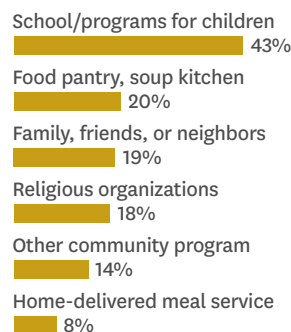 School/programs for children
43%
Food pantry, soup kitchen
20%
Family, friends, or neighbors
19%
Religious organizations
18%
Other community program
14%
Home-delivered meal service
8%